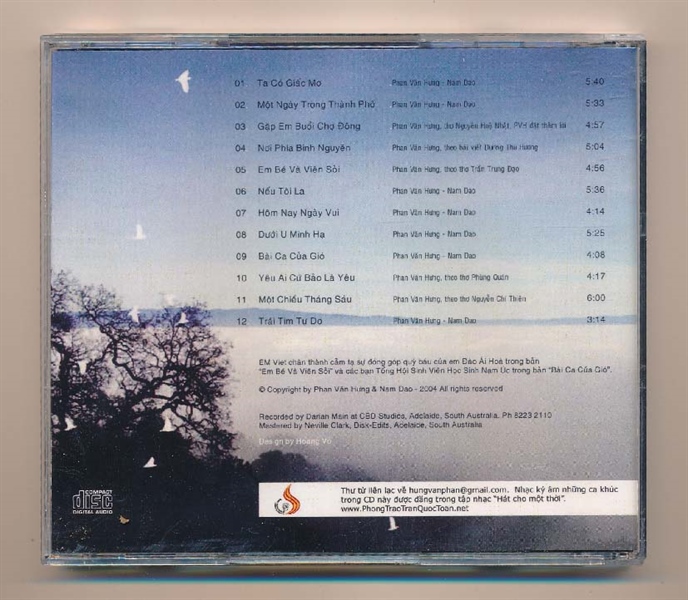 01 Ta Có Giấc Mơ Phan Văn Hưng - Nam Dao 5:40
02 Một Ngày Trong Thành Phố Phan Văn Hưng - Nam Dao 5:33
03 Gặp Em Buổi Chợ Đông Phan Văn Hưng, thơ Nguyễn Huệ Nhật, PVH đặt thêm lời 4:57
04 Nơi Phía Bình Nguyên Phan Văn Hưng, theo bài viết Dương Thu Hương 5:04
05 Em Bé Và Viên Sỏi Phan Văn Hưng, theo thơ Trần Trung Đạo 4:56
06 Nếu Tôi Là Phan Văn Hưng - Nam Dao 5:36
07 Hôm Nay Ngày Vui Phan Văn Hưng - Nam Dao 4:14
08 Dưới U Minh Hạ Phan Văn Hưng - Nam Dao 5:25
09 Bài Ca Của Gió Phan Văn Hưng - Nam Dao 4:08
10 Yêu Ai Cứ Bảo Là Yêu Phan Văn Hưng, theo thơ Phùng Quán 4:17
11 Một Chiều Tháng Sáu Phan Văn Hưng, theo thơ Nguyễn Chí Thiện 6:00
12 Trái Tim Tự Do Phan Văn Hưng - Nam Dao 3:14
EM Việt chân thành cảm tạ sự đóng góp quý báu của em Đào Ái Hoà trong bản
"Em Bé Và Viên Sỏi" và các bạn Tổng Hội Sinh Viên Học Sinh Nam Úc trong bản "Bài Ca Của Gió".
© Copyright by Phan Văn Hưng & Nam Dao - 2004 All rights reserved
Recorded by Darian Main at CBD Studios, Adelaide, South Australia. Ph 8223 2110
Mastered by Neville Clark, Disk-Edits, Adelaide, South Australia
Design by Hoàng Vũ
COMPACT
disc
DIGITAL AUDIO
Thư từ liên lạc về hungvanphan@gmail.com. Nhạc ký âm những ca khúc
trong CD này được đăng trong tập nhạc "Hát cho một thời".
www.PhongTraoTranQuocToan.net